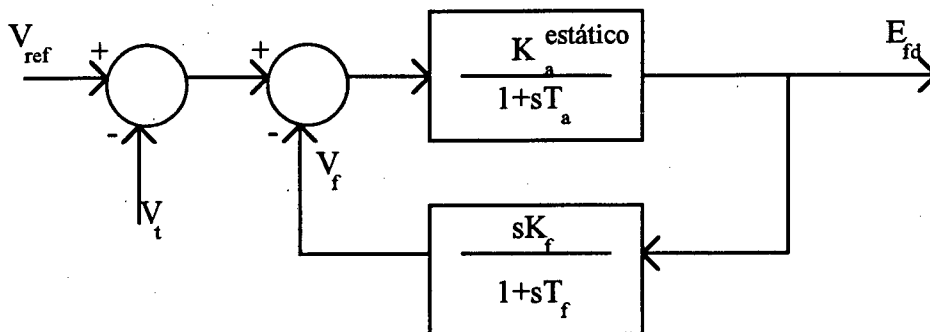 V_ref
+
-
V_t
+
-
V_f
K_a^estático
1+sT_a
E_fd
sK_f
1+sT_f